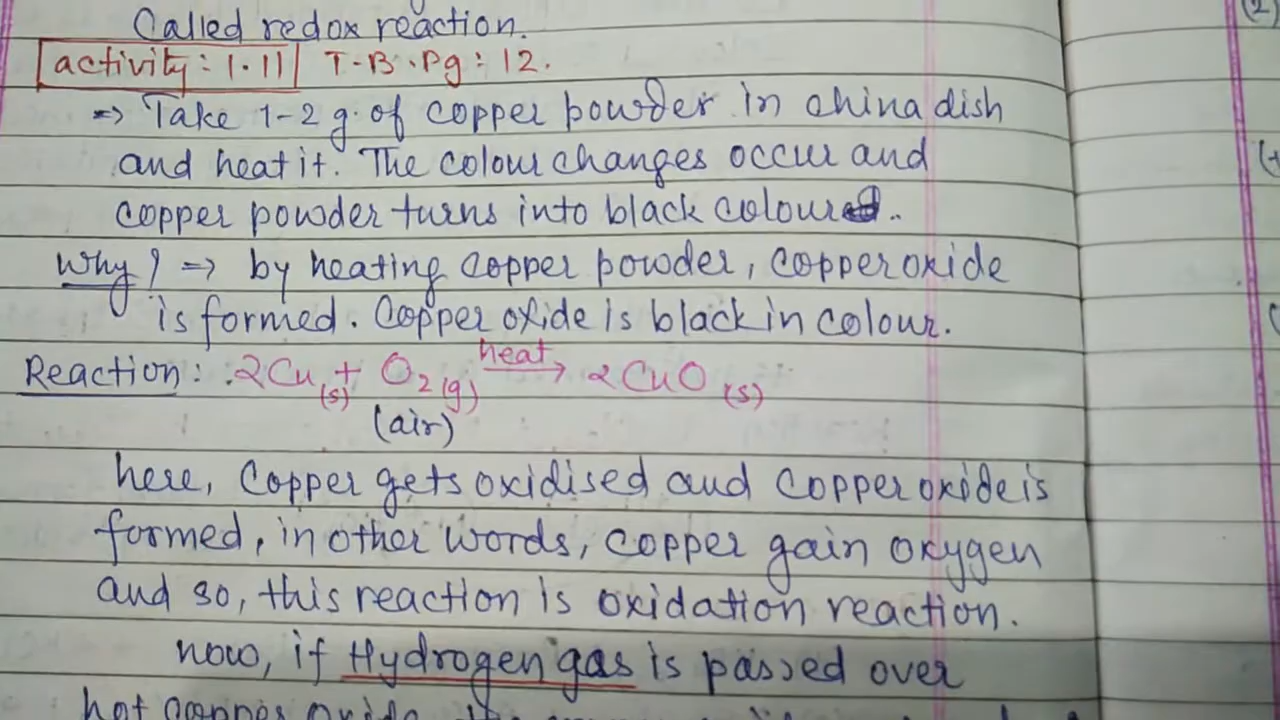 Called redox reaction.
activity: 1.11 T-B.Pg: 12.
⇒ Take 1-2 g. of copper powder in china dish
and heat it. The colour changes occur and
copper powder turns into black colour.
Why? ⇒ by heating copper powder, copper oxide
is formed. Copper oxide is black in colour.
Reaction: 2Cu (s) + O2 (g) heat → 2CuO (s)
(air)
here, Copper gets oxidised and copper oxide is
formed, in other words, copper gain oxygen
and so, this reaction is oxidation reaction.
now, if Hydrogen gas is passed over
hot copper oxide